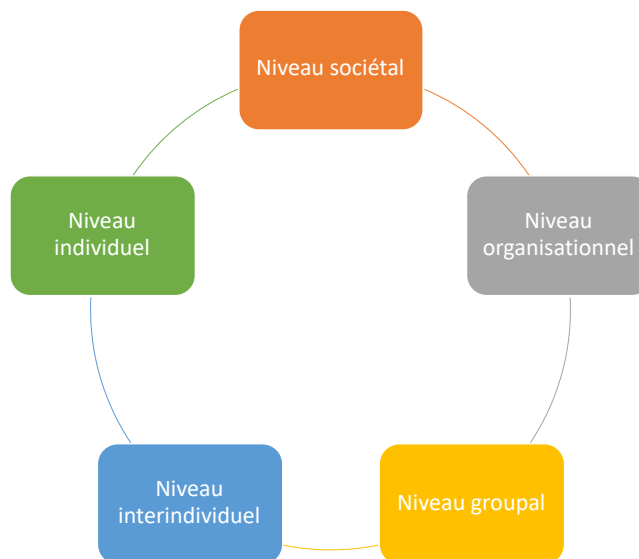 Niveau sociétal
Niveau
organisationnel
Niveau groupal
Niveau
interindividuel
Niveau
individuel